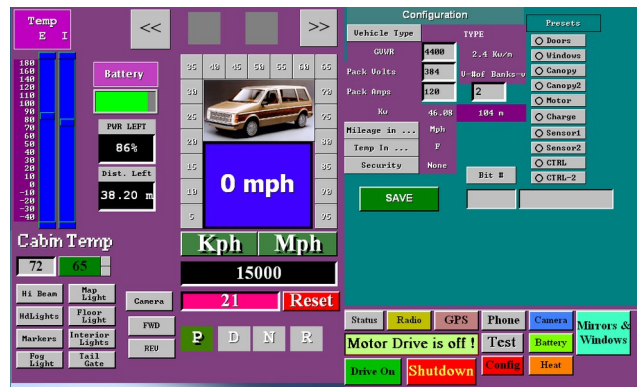 Temp
E I
<<
>>
Configuration
Presets
Vehicle Type
TYPE
Doors
GVWR
4400
2.4 Kw/n
Windows
Pack Volts
384
V-#of Banks-v
Canopy
Canopy2
Pack Amps
120
2
Motor
Kw
46.08
104 n
Charge
Mileage in ...
Mph
Sensor1
Temp In ...
F
Sensor2
Security
None
CTRL
CTRL-2
Bit #
SAVE
180
160
140
120
110
100
90
80
70
60
50
40
30
20
10
0
-10
-20
-30
-40
Battery
PWR LEFT
86%
Dist. Left
38.20 m
35 40 45 50 55 60 65
30
70
25
75
15
85
10
90
5
95
0 mph
Kph
Mph
15000
21
Reset
P D N R
Cabin Temp
72
65
Hi Beam
Map Light
HdLights
Floor Light
Markers
Interior Lights
Fog Light
Tail Gate
Camera
FWD
REV
Status
Radio
GPS
Phone
Camera
Mirrors & Windows
Motor Drive is off !
Test
Battery
Drive On
Shutdown
Config
Heat